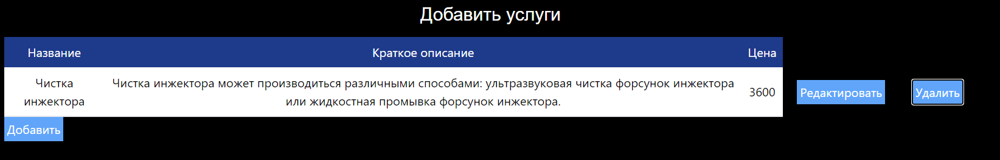 Добавить услуги
Название Краткое описание Цена
Чистка инжектора Чистка инжектора может производиться различными способами: ультразвуковая чистка форсунок инжектора 3600 Редактировать Удалить
или жидкостная промывка форсунок инжектора.
Добавить